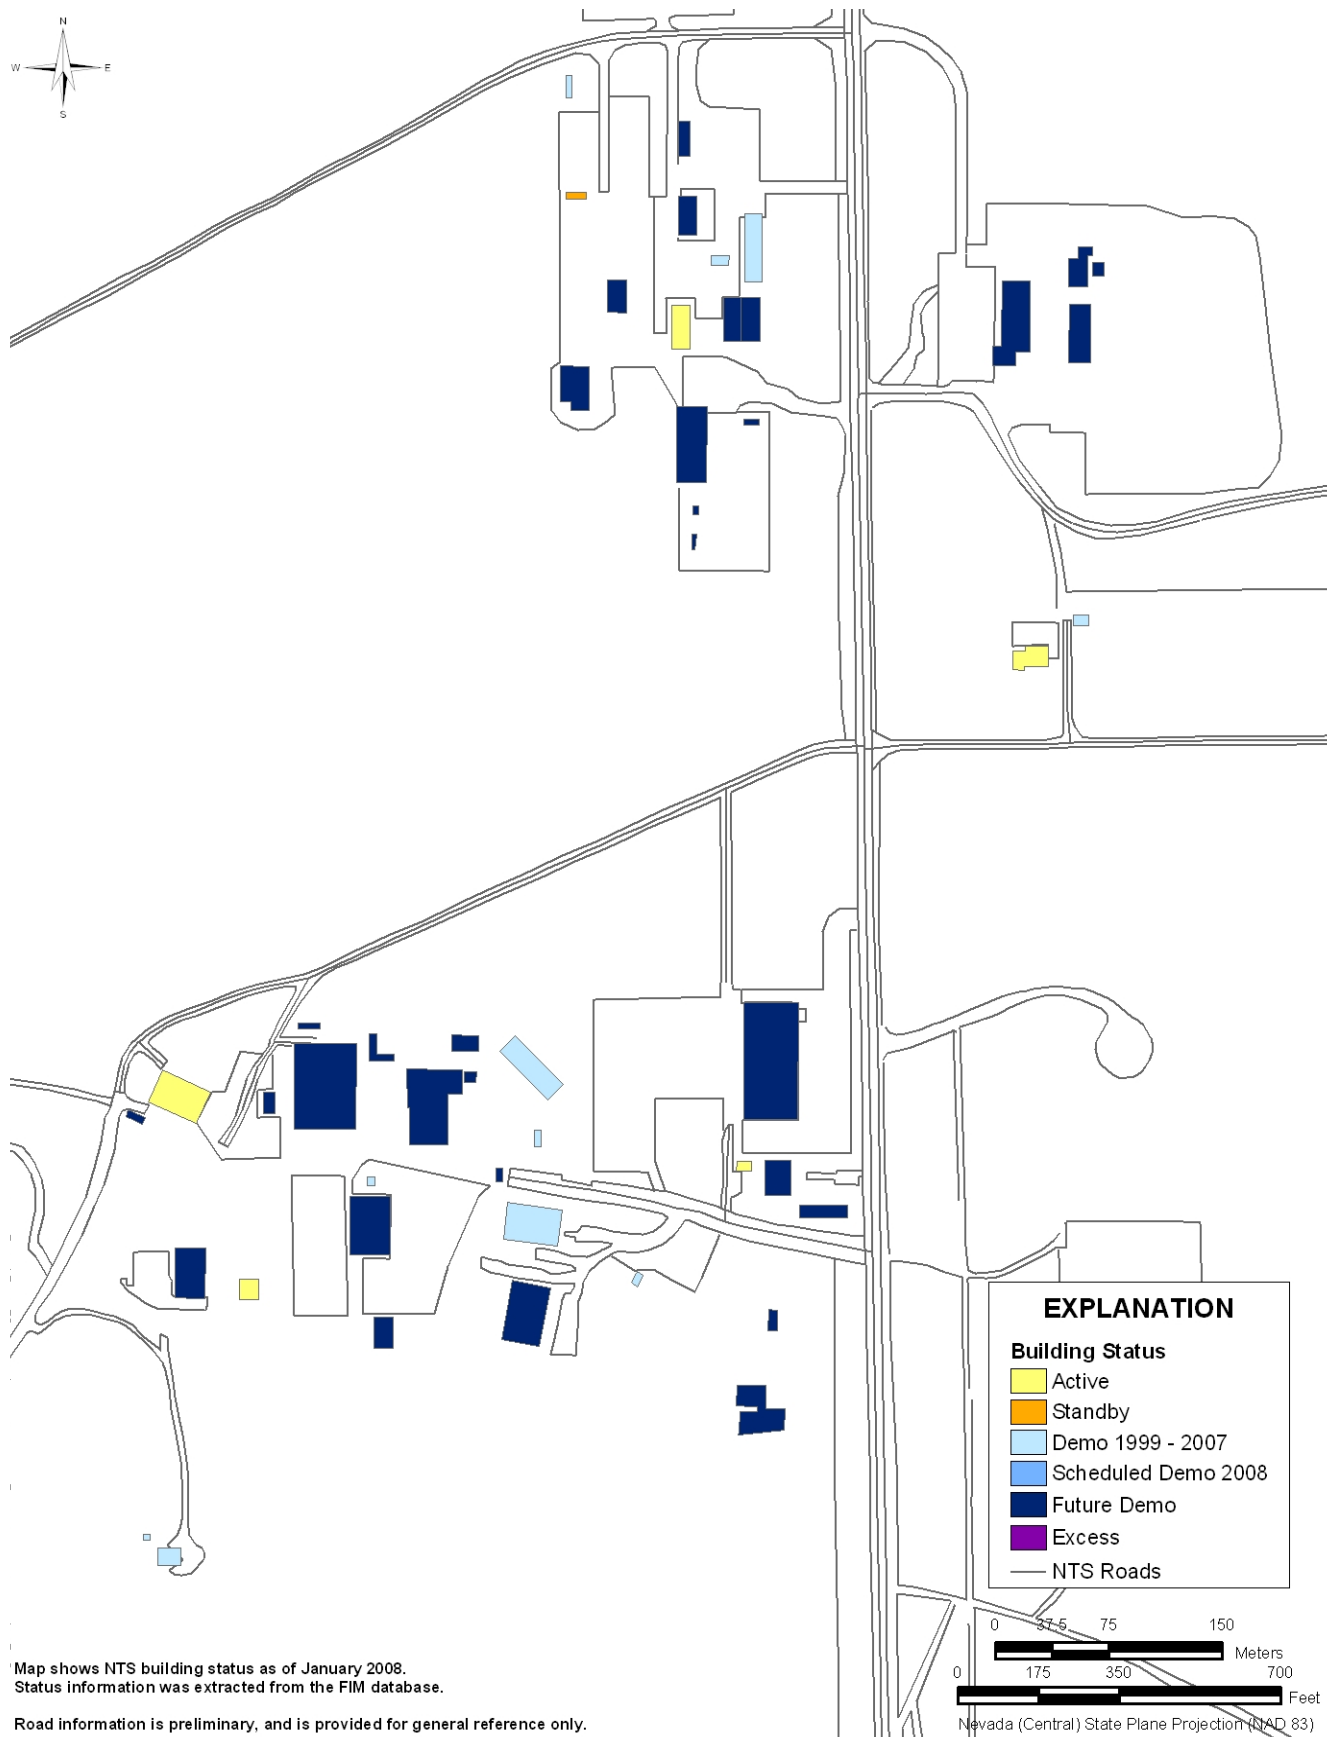 N
W E
S
EXPLANATION
Building Status
Active
Standby
Demo 1999 - 2007
Scheduled Demo 2008
Future Demo
Excess
NTS Roads
0 37.5 75 150
Meters
0 175 350 700
Feet
Nevada (Central) State Plane Projection (NAD 83)
Map shows NTS building status as of January 2008.
Status information was extracted from the FIM database.
Road information is preliminary, and is provided for general reference only.